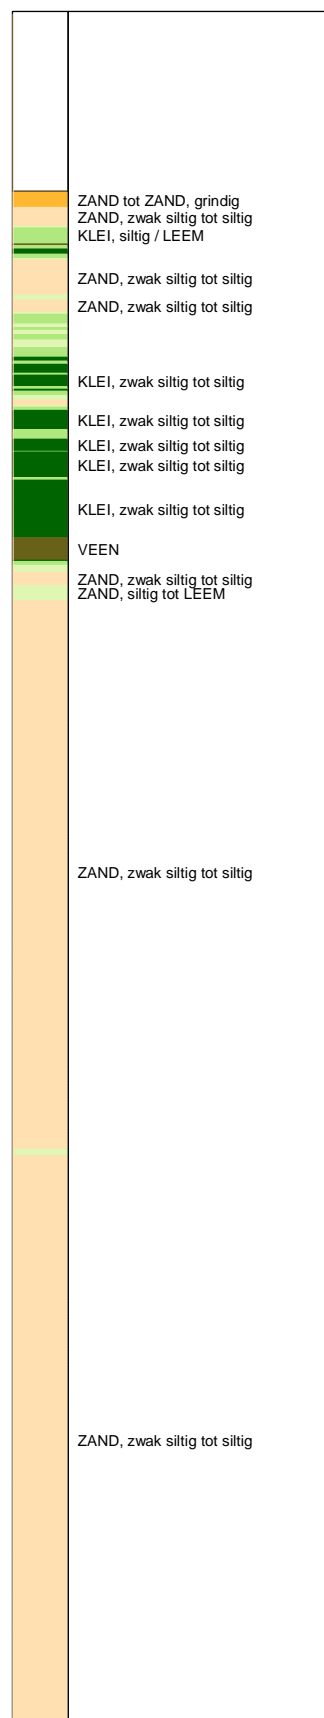 ZAND tot ZAND, grindig
ZAND, zwak siltig tot siltig
KLEI, siltig / LEEM
ZAND, zwak siltig tot siltig
ZAND, zwak siltig tot siltig
KLEI, zwak siltig tot siltig
KLEI, zwak siltig tot siltig
KLEI, zwak siltig tot siltig
KLEI, zwak siltig tot siltig
KLEI, zwak siltig tot siltig
VEEN
ZAND, zwak siltig tot siltig
ZAND, siltig tot LEEM
ZAND, zwak siltig tot siltig
ZAND, zwak siltig tot siltig